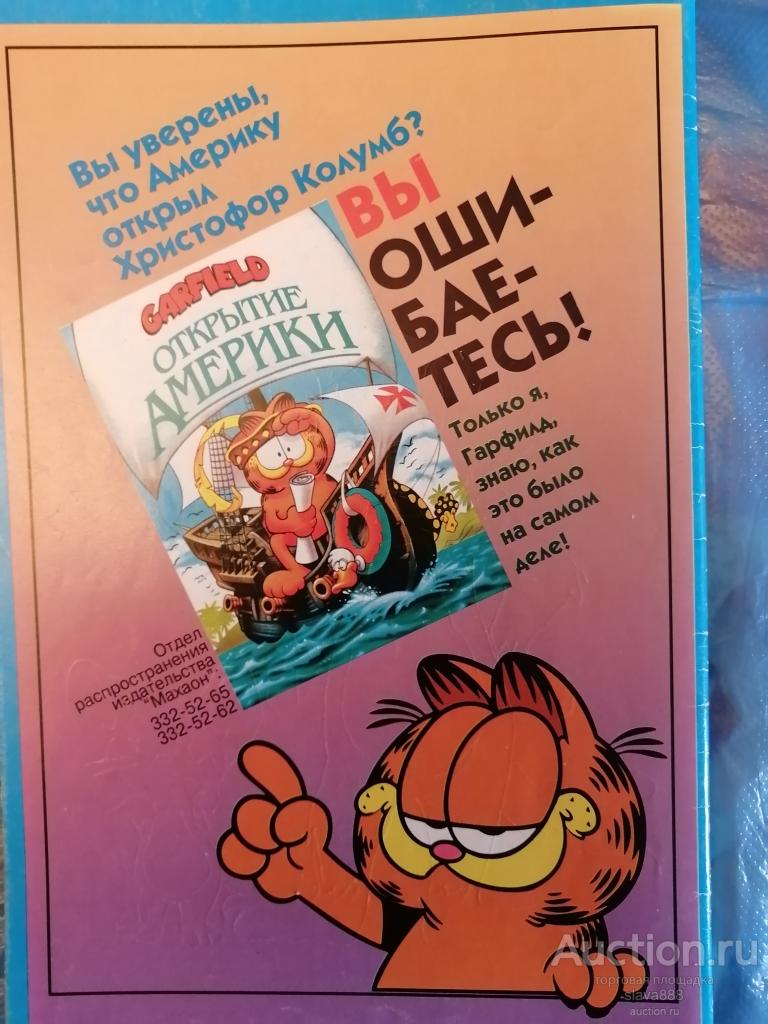 Вы уверены,
что Америку
открыл
Христофор Колумб?
ВЫ
ОШИ-
БАЕ-
ТЕСЬ!
GARFIELD
ОТКРЫТИЕ
АМЕРИКИ
Только я,
Гарфилд,
знаю, как
это было
на самом
деле!
Отдел
распространения
издательства
"Махаон":
332-52-65
332-52-62
Auction.ru
торговая площадка
slava888
auction.ru